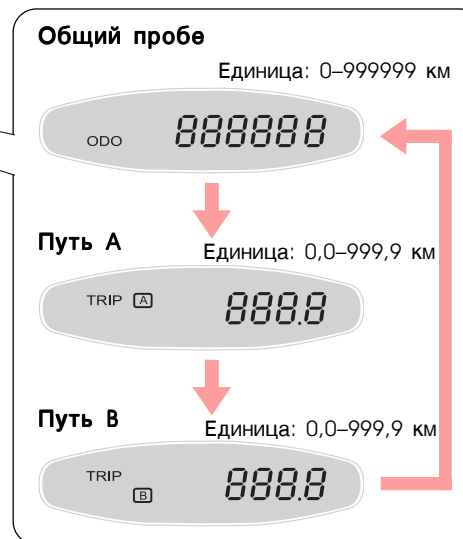 Общий пробе
Единица: 0–999999 км
ODO 888888
Путь A
Единица: 0,0–999,9 км
TRIP A 888.8
Путь B
Единица: 0,0–999,9 км
TRIP 888.8
B